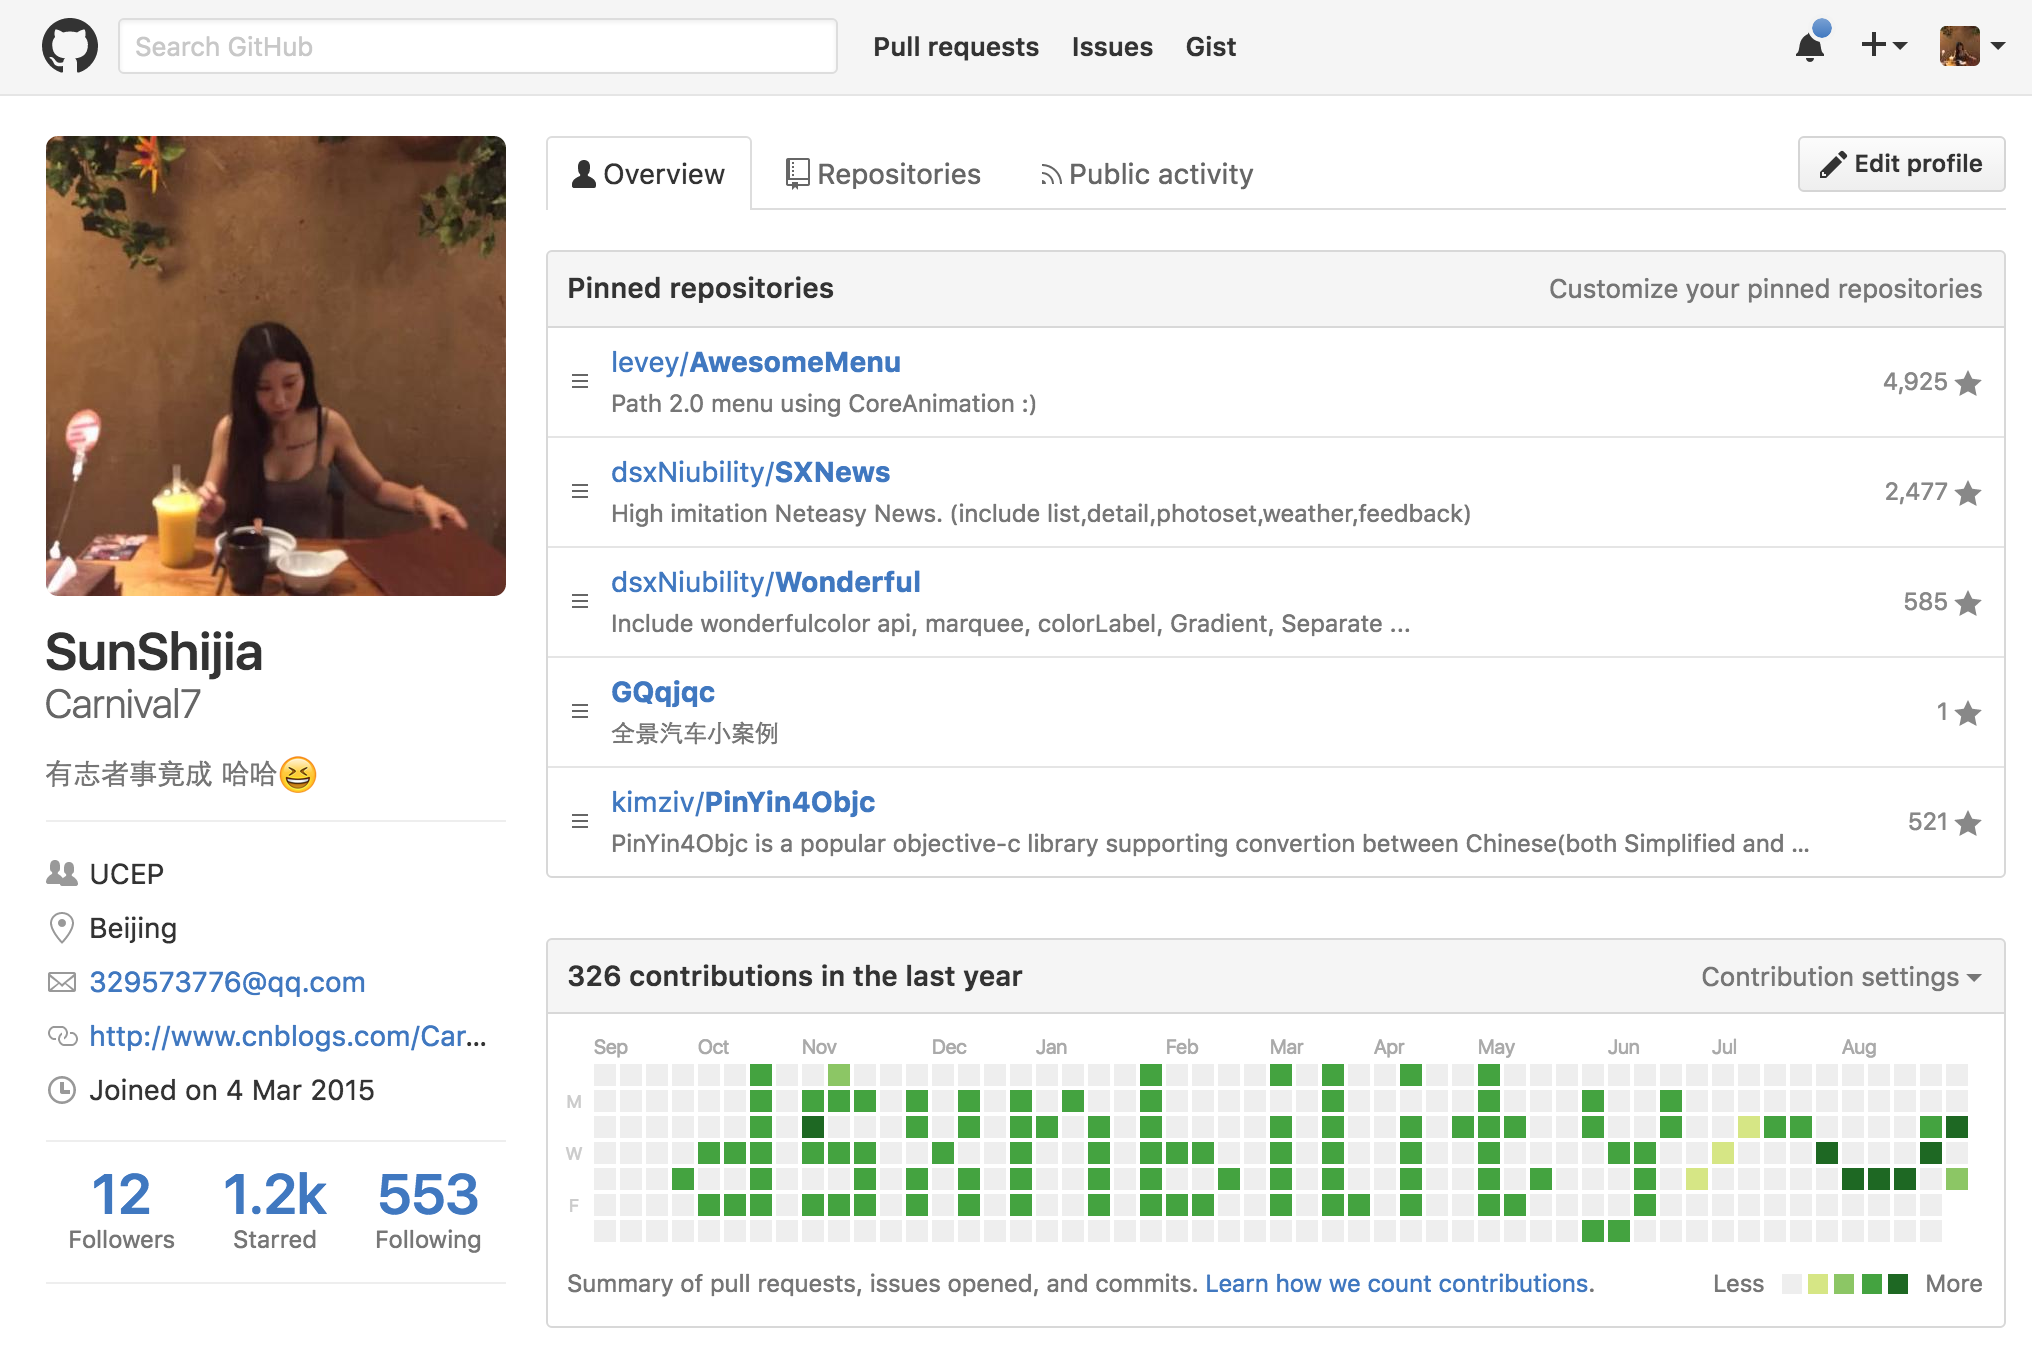 Search GitHub
Pull requests Issues Gist
Overview Repositories Public activity
Edit profile
SunShijia
Carnival7
有志者事竟成 哈哈😆
UCEP
Beijing
329573776@qq.com
http://www.cnblogs.com/Car...
Joined on 4 Mar 2015
12 1.2k 553
Followers Starred Following
Pinned repositories Customize your pinned repositories
levey/AwesomeMenu
Path 2.0 menu using CoreAnimation :)
4,925
dsxNiubility/SXNews
High imitation Neteasy News. (include list,detail,photoset,weather,feedback)
2,477
dsxNiubility/Wonderful
Include wonderfulcolor api, marquee, colorLabel, Gradient, Separate ...
585
GQqjqc
全景汽车小案例
1
kimziv/PinYin4Objc
PinYin4Objc is a popular objective-c library supporting convertion between Chinese(both Simplified and ...
521
326 contributions in the last year Contribution settings
Sep Oct Nov Dec Jan Feb Mar Apr May Jun Jul Aug
M
W
F
Summary of pull requests, issues opened, and commits. Learn how we count contributions.
Less More